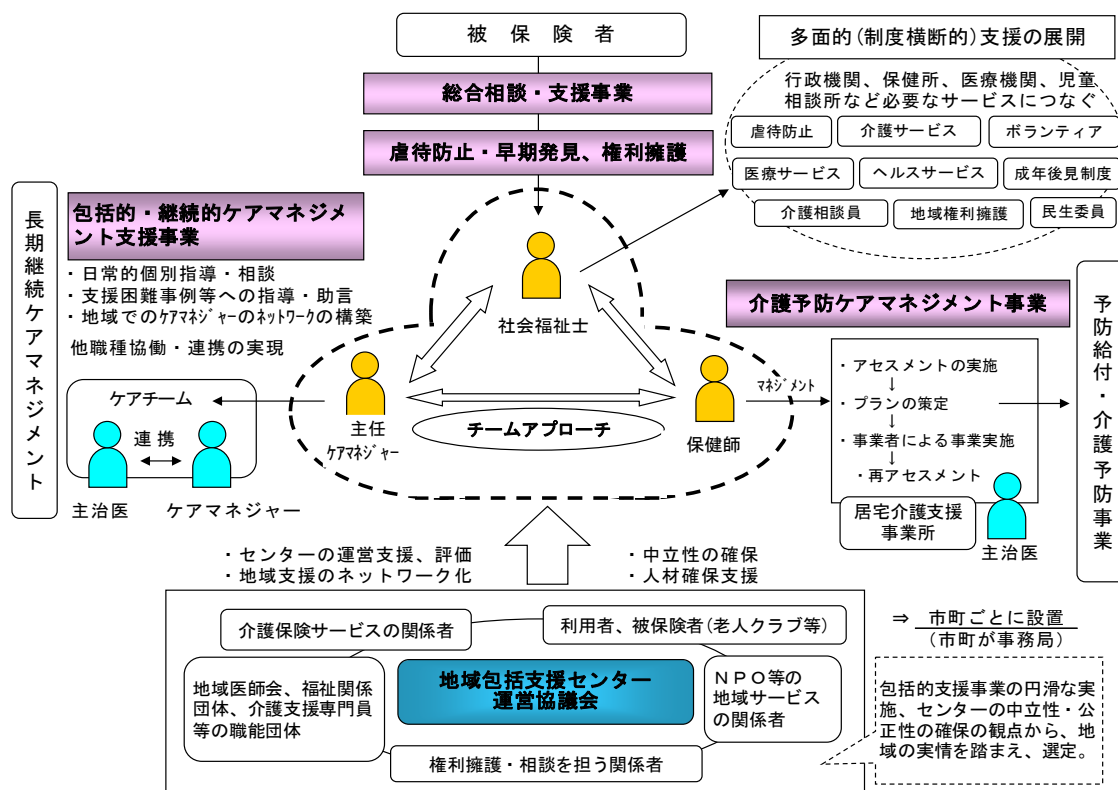 被保険者
総合相談・支援事業
虐待防止・早期発見、権利擁護
多面的(制度横断的)支援の展開
行政機関、保健所、医療機関、児童
相談所など必要なサービスにつなぐ
虐待防止
介護サービス
ボランティア
医療サービス
ヘルスサービス
成年後見制度
介護相談員
地域権利擁護
民生委員
長期継続ケアマネジメント
包括的・継続的ケアマネジメ
ント支援事業
・日常的個別指導・相談
・支援困難事例等への指導・助言
・地域でのケアマネジャーのネットワークの構築
他職種協働・連携の実現
ケアチーム
連携
主治医
ケアマネジャー
社会福祉士
主任
ケアマネジャー
保健師
チームアプローチ
マネジメント
介護予防ケアマネジメント事業
・アセスメントの実施
↓
・プランの策定
↓
・事業者による事業実施
↓
・再アセスメント
居宅介護支援
事業所
主治医
予防給付・介護予防事業
・センターの運営支援、評価
・地域支援のネットワーク化
・中立性の確保
・人材確保支援
介護保険サービスの関係者
利用者、被保険者(老人クラブ等)
地域医師会、福祉関係
団体、介護支援専門員
等の職能団体
地域包括支援センター
運営協議会
NPO等の
地域サービス
の関係者
権利擁護・相談を担う関係者
⇒ 市町ごとに設置
(市町が事務局)
包括的支援事業の円滑な実
施、センターの中立性・公
正性の確保の観点から、地
域の実情を踏まえ、選定。